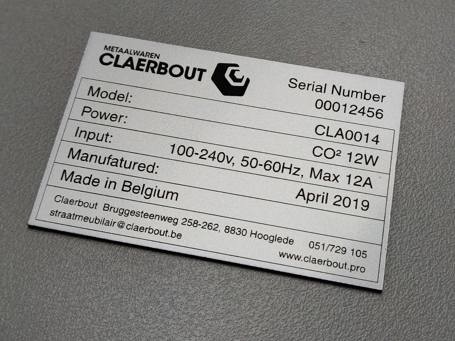 METAALWAREN
CLAERBOUT
Serial Number
00012456
Model: CLA0014
Power: CO² 12W
Input: 100-240v, 50-60Hz, Max 12A
Manufatured: April 2019
Made in Belgium
Claerbout Bruggesteenweg 258-262, 8830 Hooglede 051/729 105
straatmeubilair@claerbout.be www.claerbout.pro